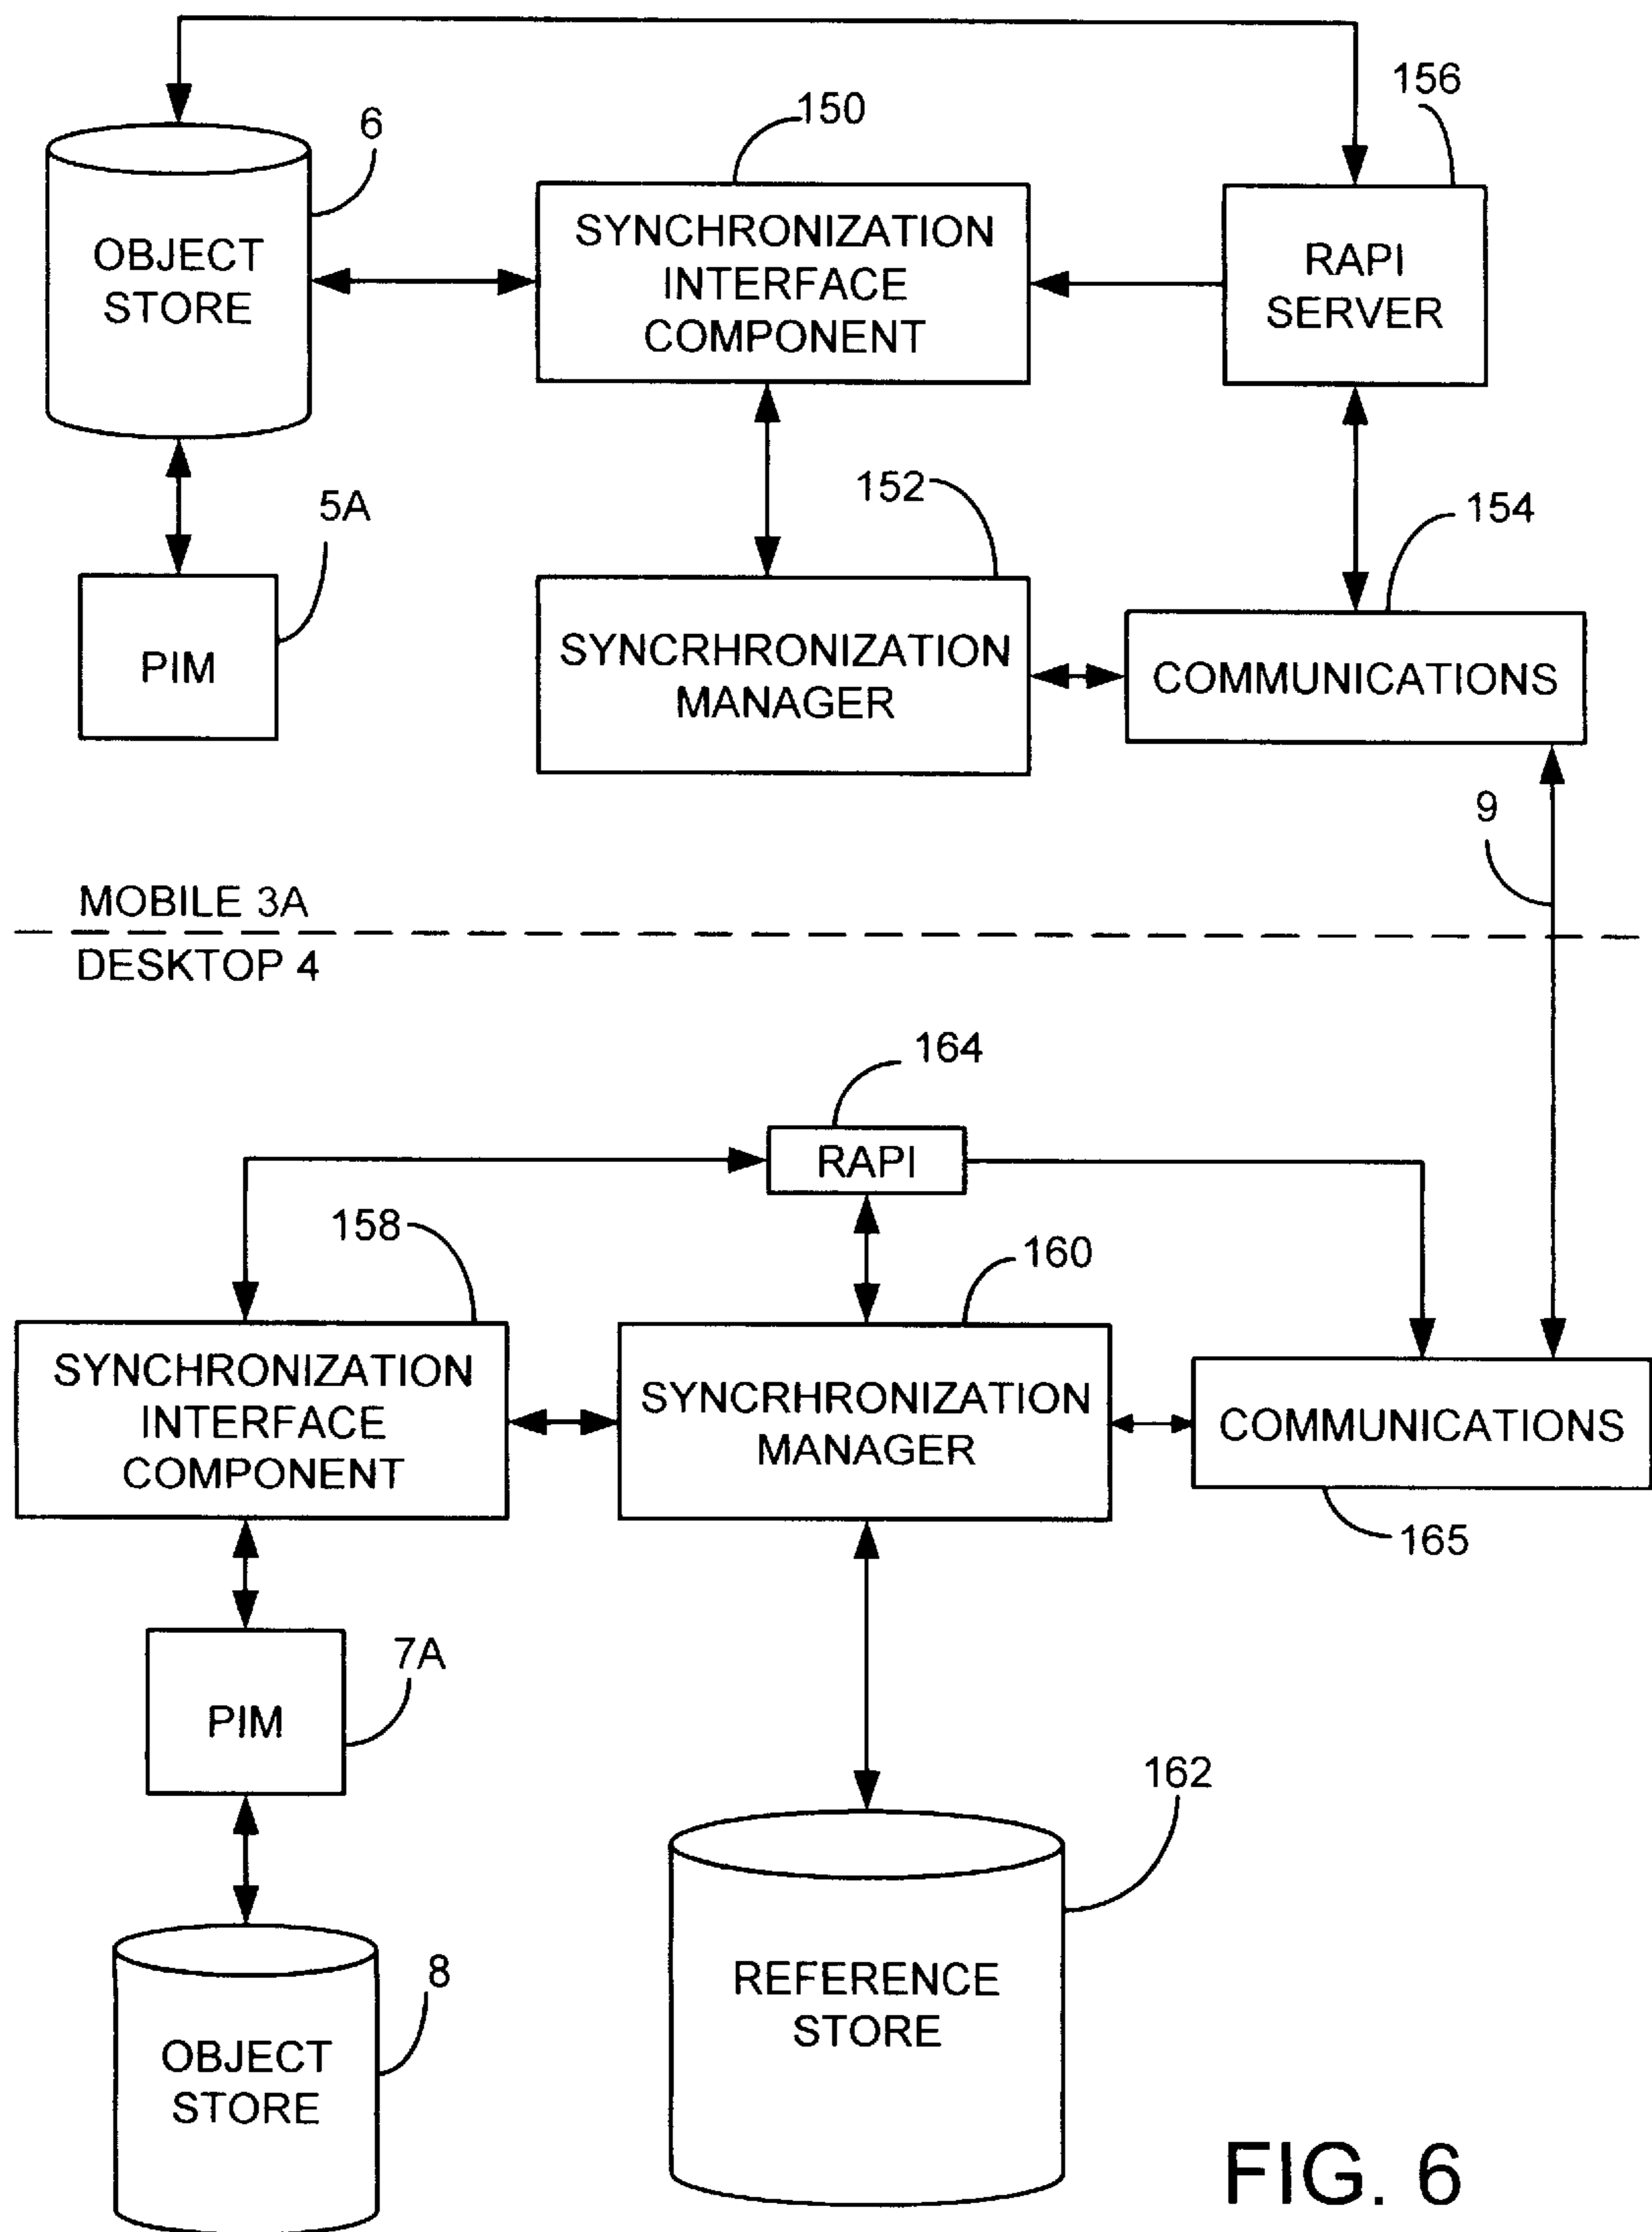 156
150
6
SYNCHRONIZATION
INTERFACE
COMPONENT
OBJECT
STORE
RAPI
SERVER
152
5A
154
SYNCRHRONIZATION
MANAGER
PIM
COMMUNICATIONS
9
MOBILE 3A
DESKTOP 4
164
RAPI
158
160
SYNCHRONIZATION
INTERFACE
COMPONENT
SYNCRHRONIZATION
MANAGER
COMMUNICATIONS
165
7A
PIM
162
8
REFERENCE
STORE
OBJECT
STORE
FIG. 6